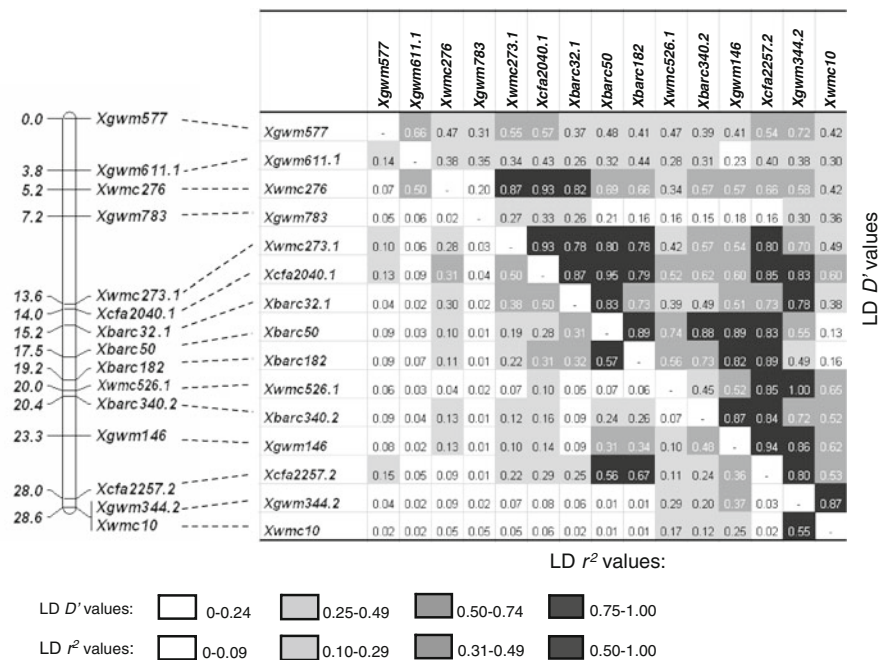 Xgwm577 Xgwm611.1 Xwmc276 Xgwm783 Xwmc273.1 Xcfa2040.1 Xbarc32.1 Xbarc50 Xbarc182 Xwmc526.1 Xbarc340.2 Xgwm146 Xcfa2257.2 Xgwm344.2 Xwmc10
0.0 Xgwm577
3.8 Xgwm611.1
5.2 Xwmc276
7.2 Xgwm783
13.6 Xwmc273.1
14.0 Xcfa2040.1
15.2 Xbarc32.1
17.5 Xbarc50
19.2 Xbarc182
20.0 Xwmc526.1
20.4 Xbarc340.2
23.3 Xgwm146
28.0 Xcfa2257.2
Xgwm344.2
28.6 Xwmc10
Xgwm577 - 0.66 0.47 0.31 0.55 0.57 0.37 0.48 0.41 0.47 0.39 0.41 0.54 0.72 0.42
Xgwm611.1 0.14 - 0.38 0.35 0.34 0.43 0.26 0.32 0.44 0.28 0.31 0.23 0.40 0.38 0.30
Xwmc276 0.07 0.50 - 0.20 0.87 0.93 0.82 0.69 0.66 0.34 0.57 0.57 0.66 0.58 0.42
Xgwm783 0.05 0.06 0.02 - 0.27 0.33 0.26 0.21 0.16 0.16 0.15 0.18 0.16 0.30 0.36
Xwmc273.1 0.10 0.06 0.28 0.03 - 0.93 0.78 0.80 0.78 0.42 0.57 0.54 0.80 0.70 0.49
Xcfa2040.1 0.13 0.09 0.31 0.04 0.50 - 0.87 0.95 0.79 0.52 0.62 0.60 0.85 0.83 0.60
Xbarc32.1 0.04 0.02 0.30 0.02 0.38 0.50 - 0.83 0.73 0.39 0.49 0.51 0.73 0.78 0.38
Xbarc50 0.09 0.03 0.10 0.01 0.19 0.28 0.31 - 0.89 0.74 0.88 0.89 0.83 0.55 0.13
Xbarc182 0.09 0.07 0.11 0.01 0.22 0.31 0.32 0.57 - 0.56 0.73 0.82 0.89 0.49 0.16
Xwmc526.1 0.06 0.03 0.04 0.02 0.07 0.10 0.05 0.07 0.06 - 0.45 0.52 0.85 1.00 0.65
Xbarc340.2 0.09 0.04 0.13 0.01 0.12 0.16 0.09 0.24 0.26 0.07 - 0.87 0.84 0.72 0.52
Xgwm146 0.08 0.02 0.13 0.01 0.10 0.14 0.09 0.31 0.34 0.10 0.48 - 0.94 0.86 0.62
Xcfa2257.2 0.15 0.05 0.09 0.01 0.22 0.29 0.25 0.56 0.67 0.11 0.24 0.36 - 0.80 0.53
Xgwm344.2 0.04 0.02 0.09 0.02 0.07 0.08 0.06 0.01 0.01 0.29 0.20 0.37 0.03 - 0.87
Xwmc10 0.02 0.02 0.05 0.05 0.06 0.06 0.02 0.01 0.01 0.17 0.12 0.25 0.02 0.55 -
LD D' values
LD r² values:
LD D' values: 0-0.24 0.25-0.49 0.50-0.74 0.75-1.00
LD r² values: 0-0.09 0.10-0.29 0.31-0.49 0.50-1.00